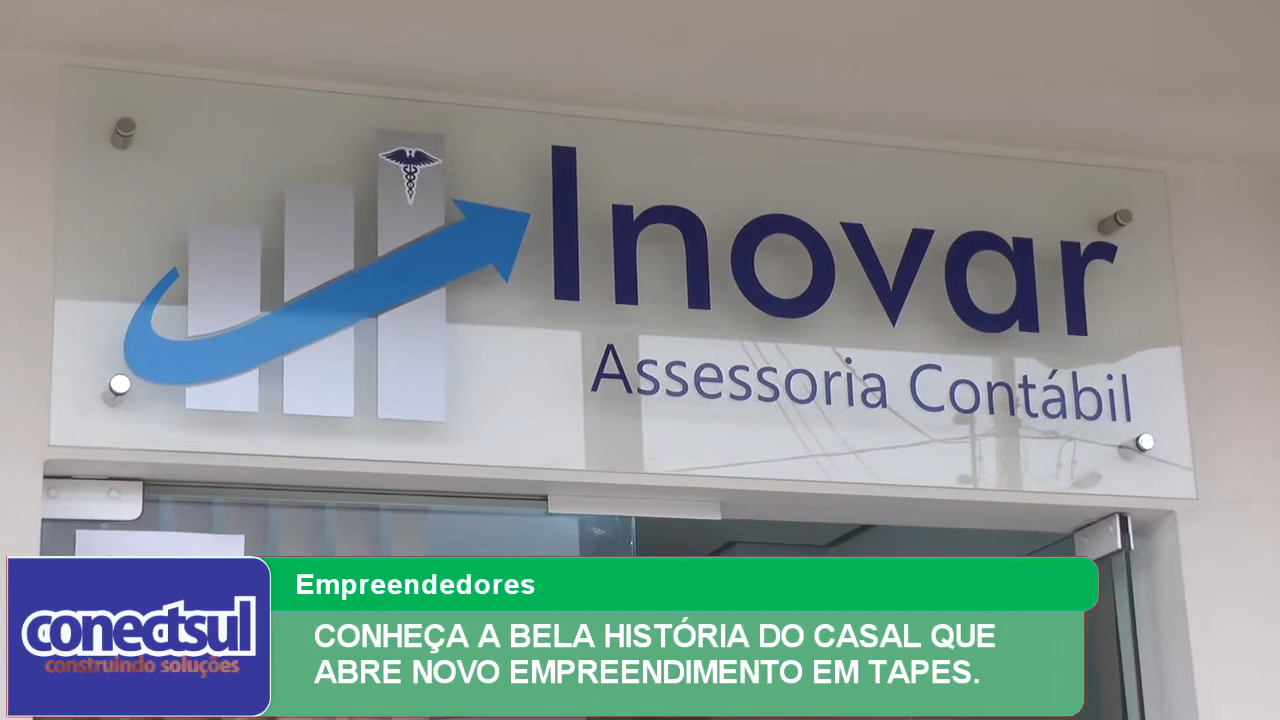 Inovar
Assessoria Contábil
Empreendedores
conectsul
construindo soluções
CONHEÇA A BELA HISTÓRIA DO CASAL QUE
ABRE NOVO EMPREENDIMENTO EM TAPES.